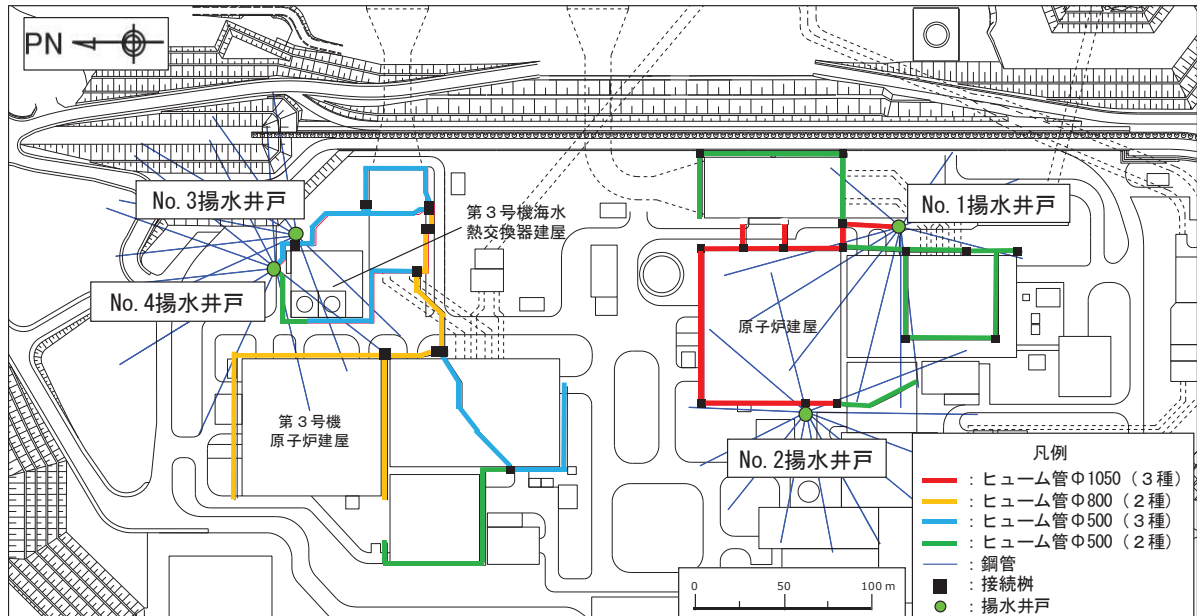 PN
No.3揚水井戸
第3号機海水
熱交換器建屋
No.1揚水井戸
No.4揚水井戸
原子炉建屋
第3号機
原子炉建屋
No.2揚水井戸
凡例
：ヒューム管Φ1050（3種）
：ヒューム管Φ800（2種）
：ヒューム管Φ500（3種）
：ヒューム管Φ500（2種）
：鋼管
：接続桝
：揚水井戸
0 50 100 m